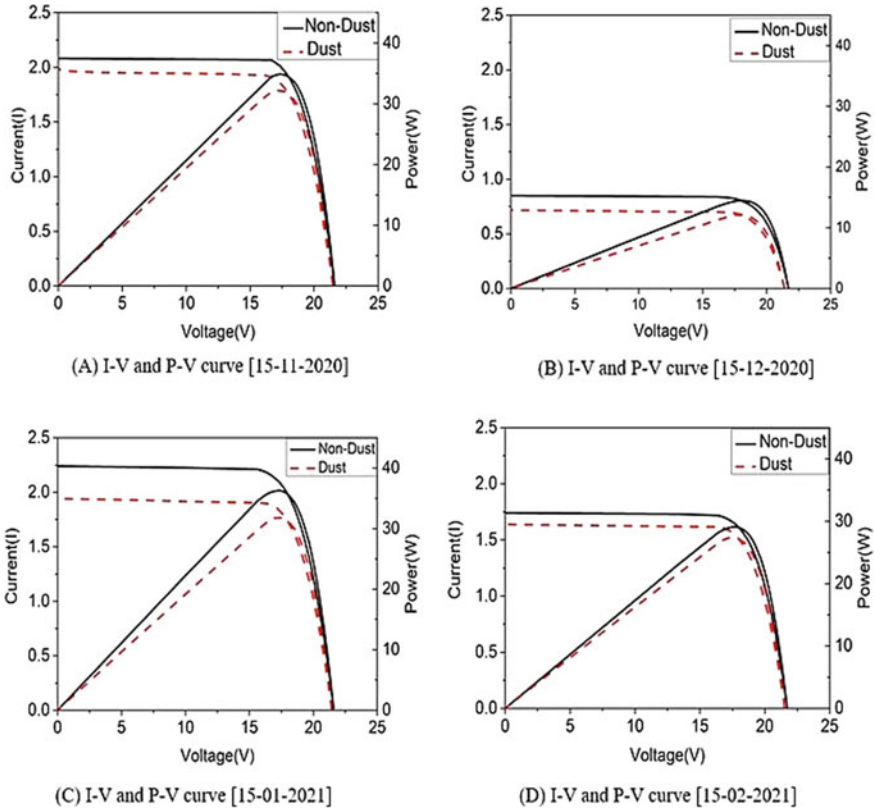 2.5
2.0
1.5
1.0
0.5
0.0
Current(I)
Non-Dust
Dust
40
30
20
10
0
Power(W)
0 5 10 15 20 25
Voltage(V)
(A) I-V and P-V curve [15-11-2020]
2.5
2.0
1.5
1.0
0.5
0.0
Current(I)
Non-Dust
Dust
40
30
20
10
0
Power(W)
0 5 10 15 20 25
Voltage(V)
(B) I-V and P-V curve [15-12-2020]
2.5
2.0
1.5
1.0
0.5
0.0
Current(I)
Non-Dust
Dust
40
30
20
10
0
Power(W)
0 5 10 15 20 25
Voltage(V)
(C) I-V and P-V curve [15-01-2021]
2.5
2.0
1.5
1.0
0.5
0.0
Current(I)
Non-Dust
Dust
40
30
20
10
0
Power(W)
0 5 10 15 20 25
Voltage(V)
(D) I-V and P-V curve [15-02-2021]